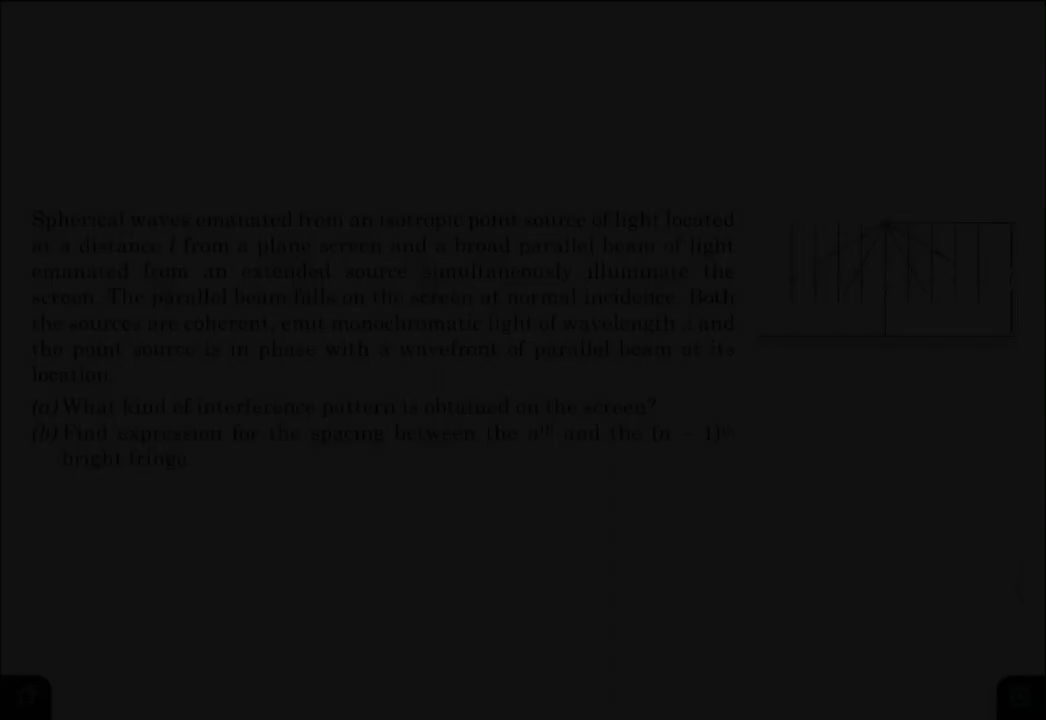 Spherical waves emanated from an isotropic point source of light located
at a distance l from a plane screen and a broad parallel beam of light
emanated from an extended source simultaneously illuminate the
screen. The parallel beam falls on the screen at normal incidence. Both
the sources are coherent, emit monochromatic light of wavelength λ and
the point source is in phase with a wavefront of parallel beam at its
location.
(a) What kind of interference pattern is obtained on the screen?
(b) Find expression for the spacing between the nth and the (n − 1)th
bright fringe